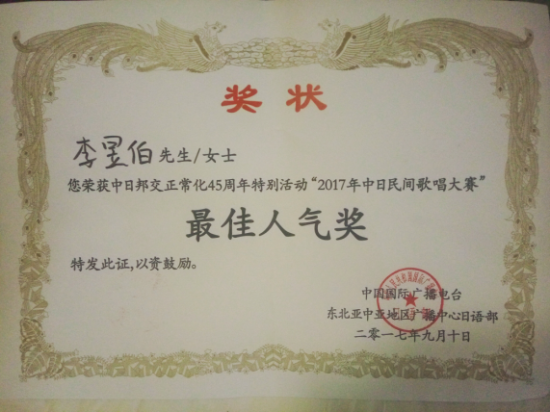 奖状
李昱伯先生/女士
您荣获中日邦交正常化45周年特别活动“2017年中日民间歌唱大赛”
最佳人气奖
特发此证,以资鼓励。
中国国际广播电台
东北亚中亚地区广播中心日语部
二零一七年九月十日